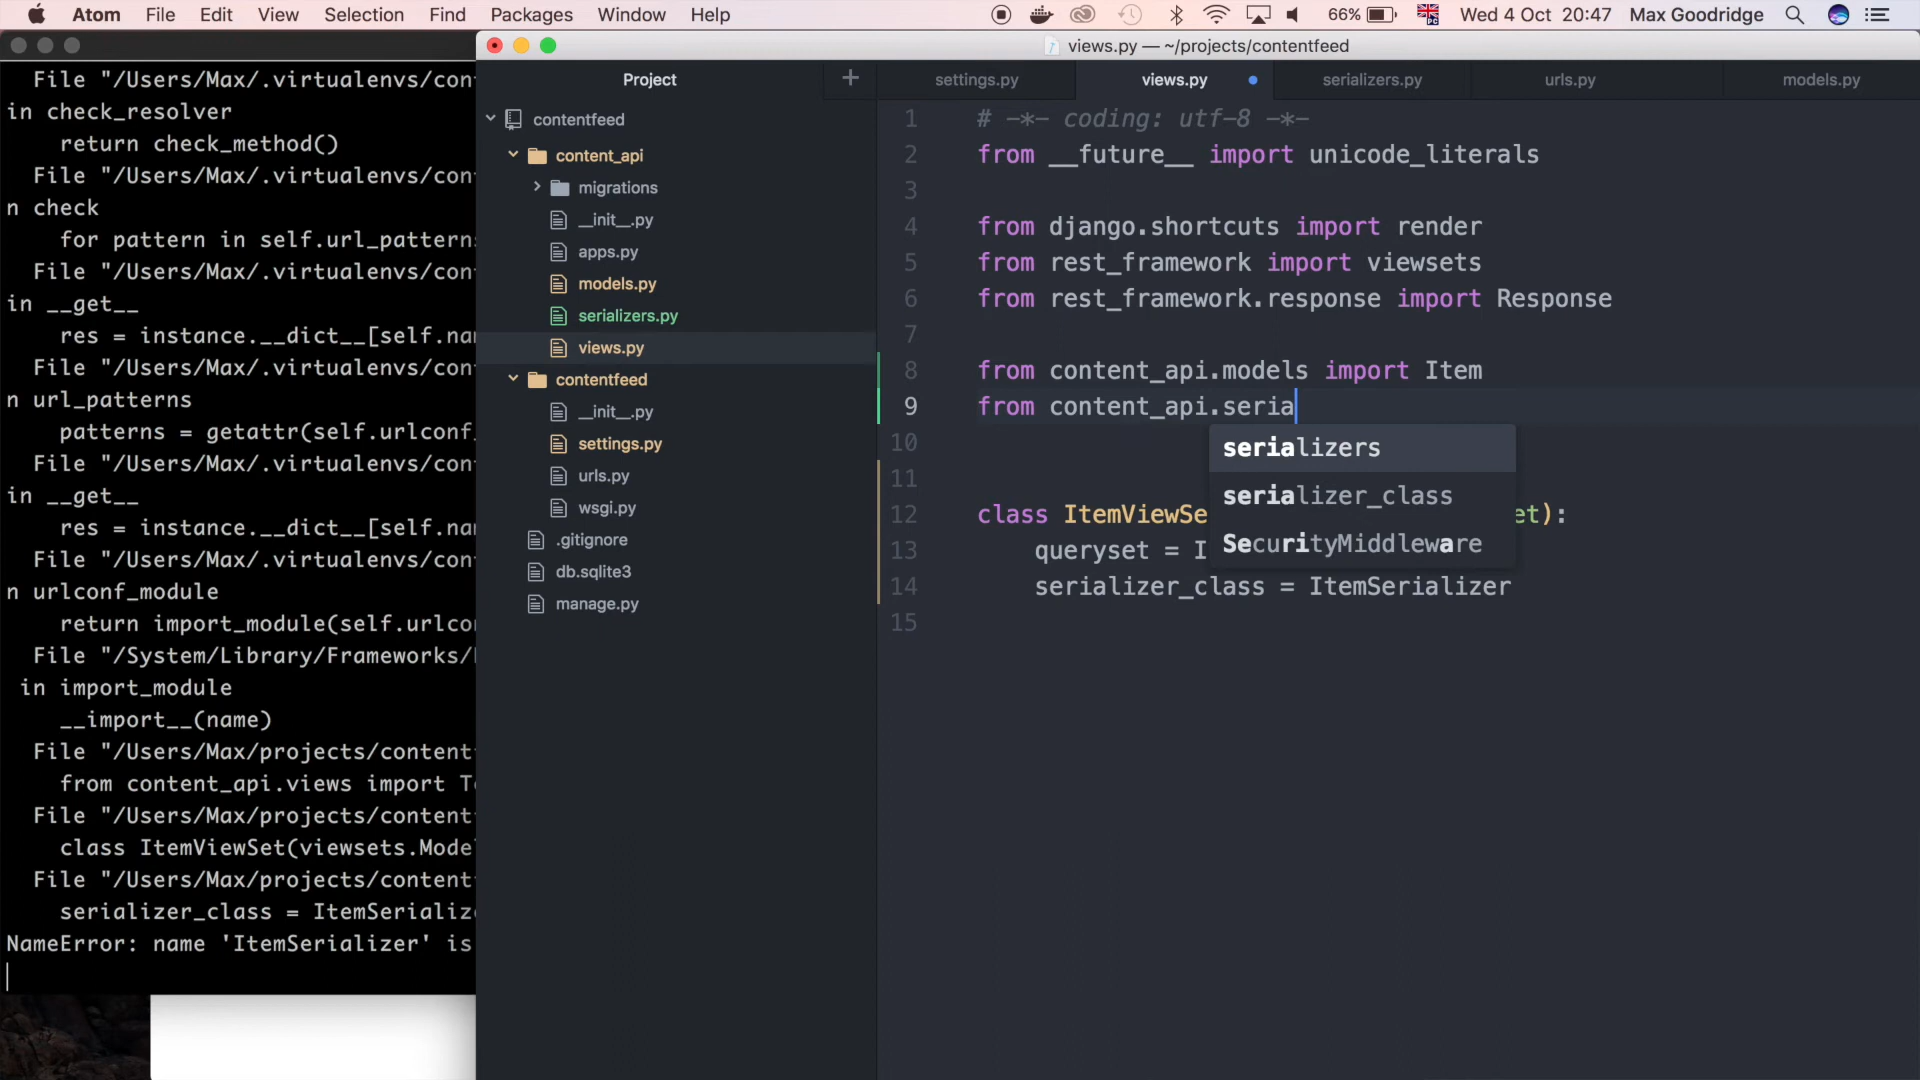 Atom File Edit View Selection Find Packages Window Help 66% Wed 4 Oct 20:47 Max Goodridge
views.py — ~/projects/contentfeed
File "/Users/Max/.virtualenvs/con
in check_resolver
return check_method()
File "/Users/Max/.virtualenvs/con
n check
for pattern in self.url_patterns
File "/Users/Max/.virtualenvs/con
in __get__
res = instance.__dict__[self.nam
File "/Users/Max/.virtualenvs/con
n url_patterns
patterns = getattr(self.urlconf_
File "/Users/Max/.virtualenvs/con
in __get__
res = instance.__dict__[self.nam
File "/Users/Max/.virtualenvs/con
n urlconf_module
return import_module(self.urlcon
File "/System/Library/Frameworks/
in import_module
__import__(name)
File "/Users/Max/projects/content
from content_api.views import
File "/Users/Max/projects/content
class ItemViewSet(viewsets.Mode
File "/Users/Max/projects/content
serializer_class = ItemSerialize
NameError: name 'ItemSerializer' is
Project
contentfeed
content_api
migrations
__init__.py
apps.py
models.py
serializers.py
views.py
contentfeed
__init__.py
settings.py
urls.py
wsgi.py
.gitignore
db.sqlite3
manage.py
settings.py views.py serializers.py urls.py models.py
1 # -*- coding: utf-8 -*-
2 from __future__ import unicode_literals
3
4 from django.shortcuts import render
5 from rest_framework import viewsets
6 from rest_framework.response import Response
7
8 from content_api.models import Item
9 from content_api.seria
10
11
12 class ItemViewSe et):
13 queryset = I
14 serializer_class = ItemSerializer
15
serializers
serializer_class
SecurityMiddleware